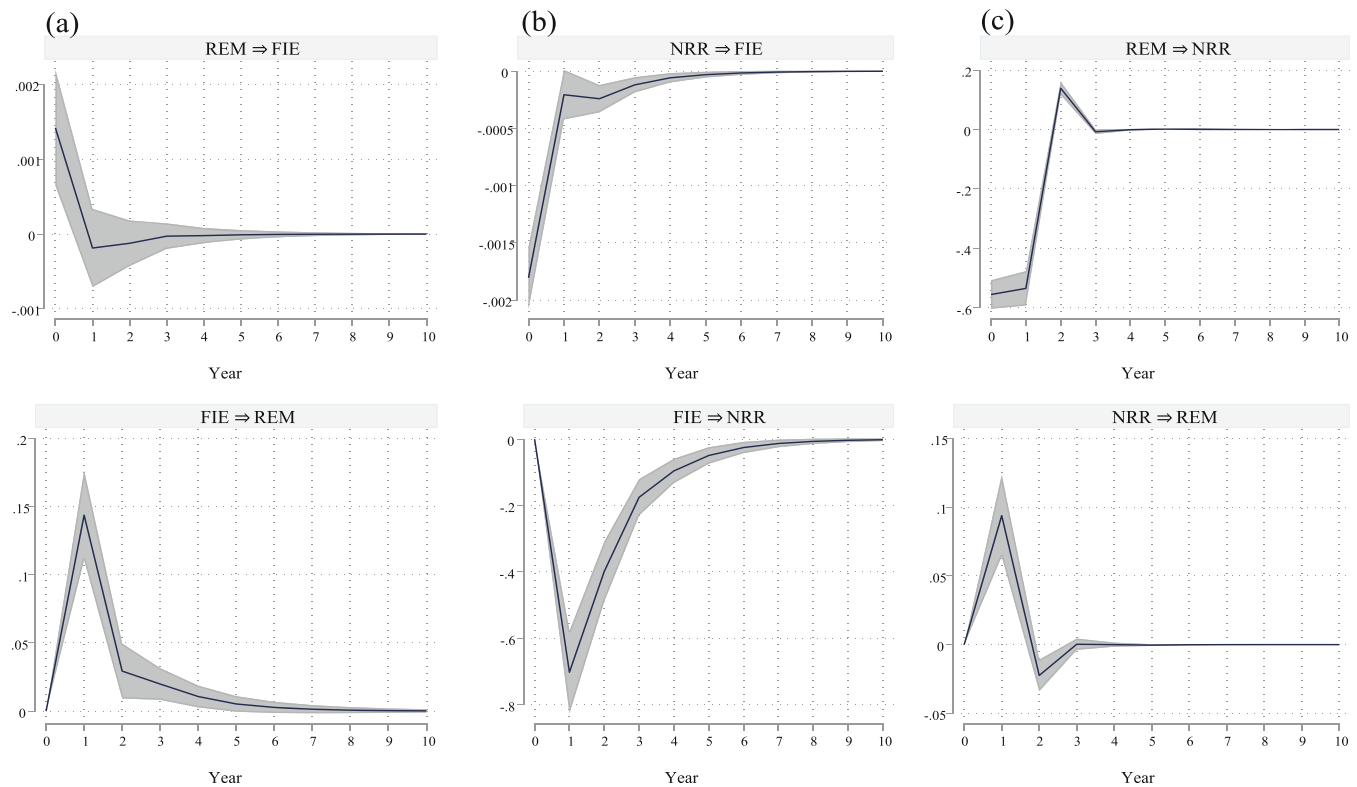 (a) (b) (c)
REM ⇒ FIE
.002
.001
0
-.001
0 1 2 3 4 5 6 7 8 9 10
Year
NRR ⇒ FIE
0
-.0005
-.001
-.0015
-.002
0 1 2 3 4 5 6 7 8 9 10
Year
REM ⇒ NRR
.2
0
-.2
-.4
-.6
0 1 2 3 4 5 6 7 8 9 10
Year
FIE ⇒ REM
.2
.15
.1
.05
0
0 1 2 3 4 5 6 7 8 9 10
Year
FIE ⇒ NRR
0
-.2
-.4
-.6
-.8
0 1 2 3 4 5 6 7 8 9 10
Year
NRR ⇒ REM
.15
.1
.05
0
-.05
0 1 2 3 4 5 6 7 8 9 10
Year